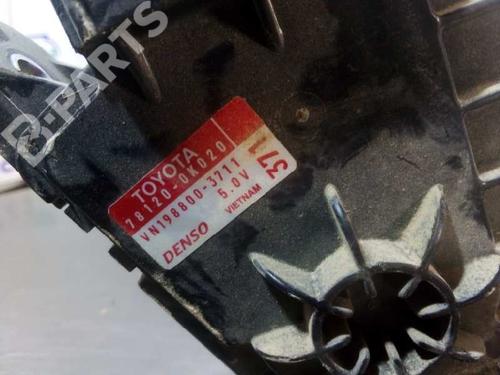 TOYOTA
78120-0K020
VN198800-3711
5.0V
DENSO
VIETNAM
371
B-PARTS